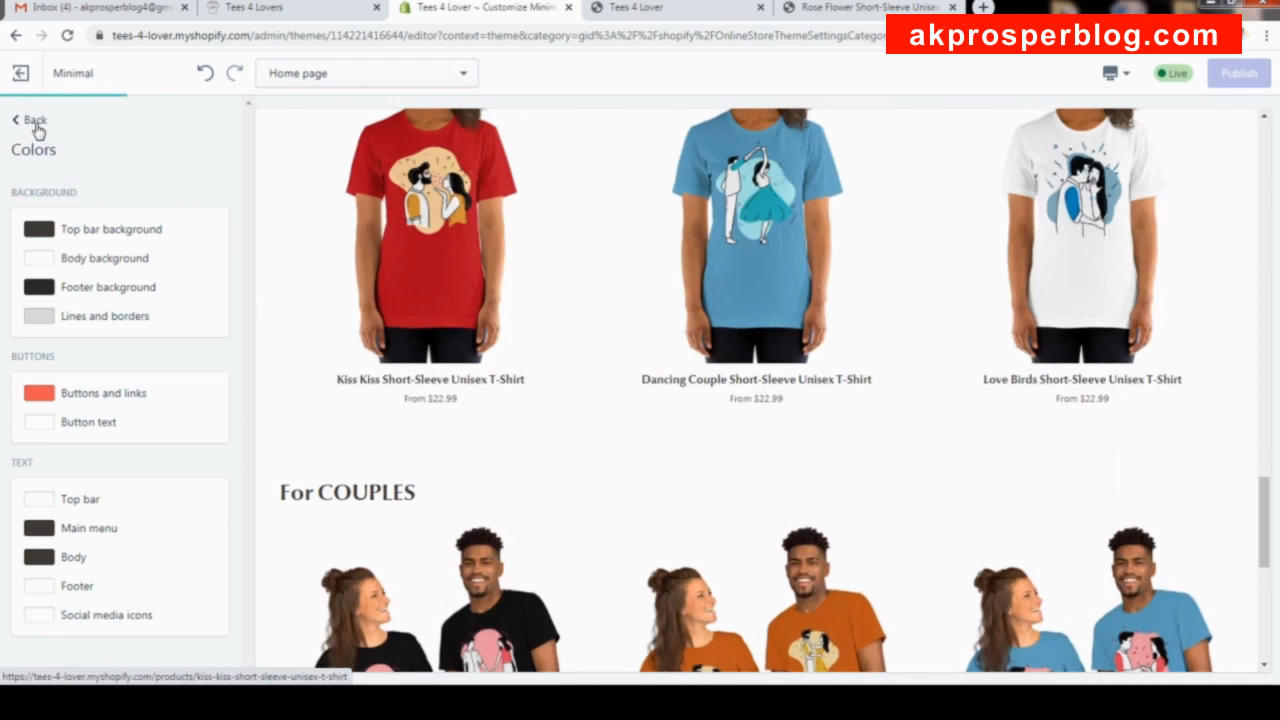 Inbox (4) - akprosperblog4@gm
Tees 4 Lovers
Tees 4 Lover ~ Customize Minim
Tees 4 Lover
Rose Flower Short-Sleeve Unisex
akprosperblog.com
tees-4-lover.myshopify.com/admin/themes/114221416644/editor?context=theme&category=gid%3A%2F%2Fshopify%2FOnlineStoreThemeSettingsCategor
Minimal
Home page
Live
Publish
Back
Colors
BACKGROUND
Top bar background
Body background
Footer background
Lines and borders
BUTTONS
Buttons and links
Button text
TEXT
Top bar
Main menu
Body
Footer
Social media icons
Kiss Kiss Short-Sleeve Unisex T-Shirt
From $22.99
Dancing Couple Short-Sleeve Unisex T-Shirt
From $22.99
Love Birds Short-Sleeve Unisex T-Shirt
From $22.99
For COUPLES
https://tees-4-lover.myshopify.com/products/kiss-kiss-short-sleeve-unisex-t-shirt